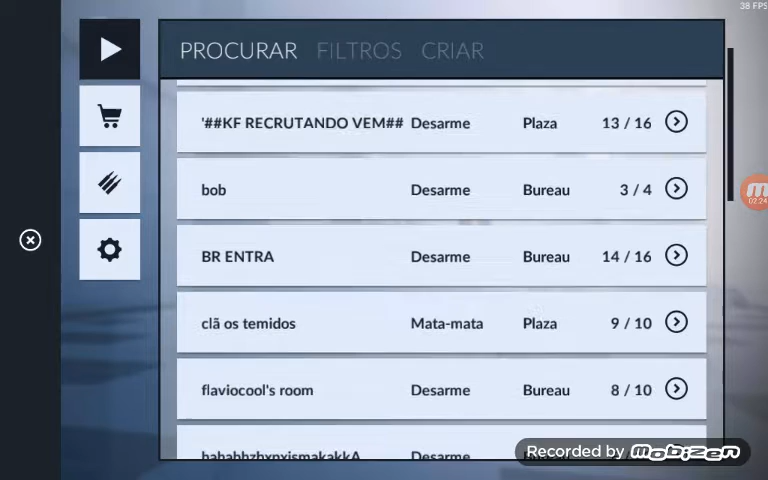 38 FPS
PROCURAR FILTROS CRIAR
'##KF RECRUTANDO VEM## Desarme Plaza 13 / 16
bob Desarme Bureau 3 / 4
BR ENTRA Desarme Bureau 14 / 16
clã os temidos Mata-mata Plaza 9 / 10
flaviocool's room Desarme Bureau 8 / 10
Desarme
02:24
Recorded by Mobizen